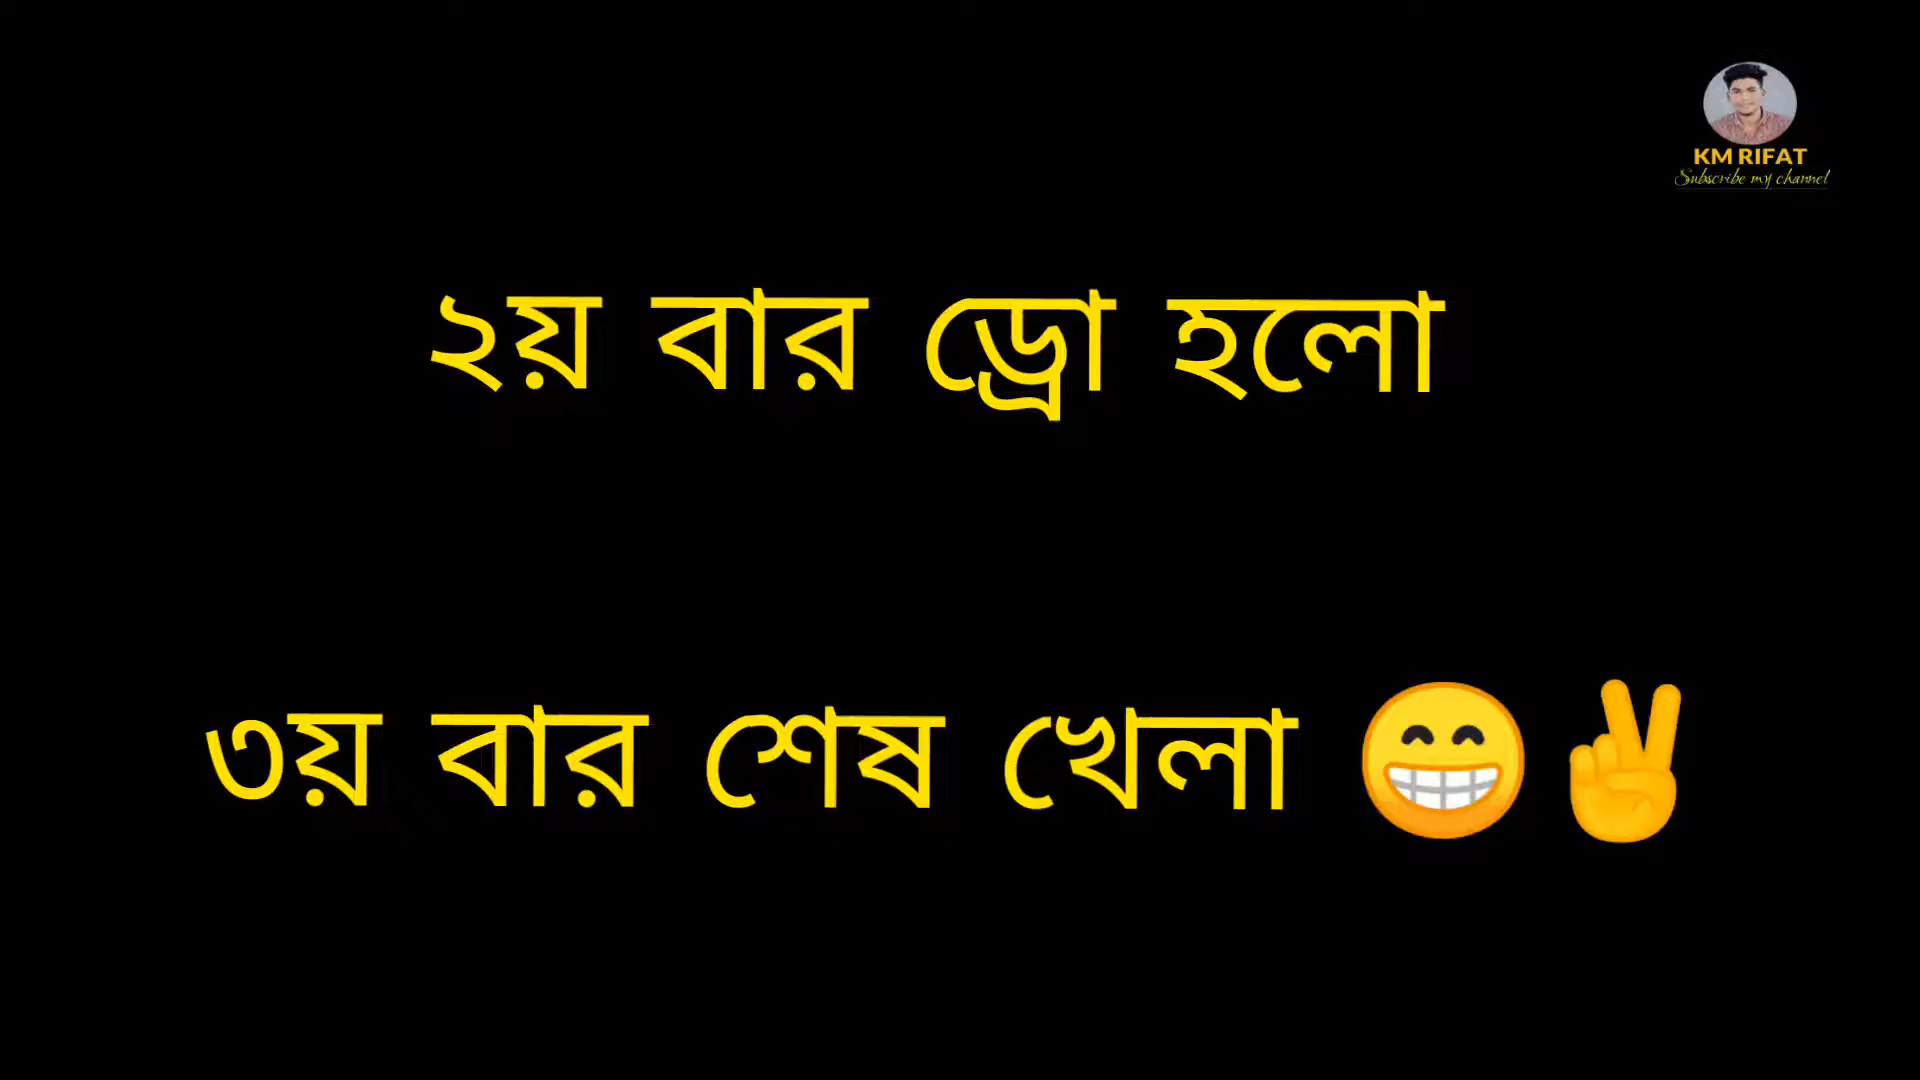 KM RIFAT
Subscribe my channel
২য় বার ড্রো হলো
৩য় বার শেষ খেলা 😁✌